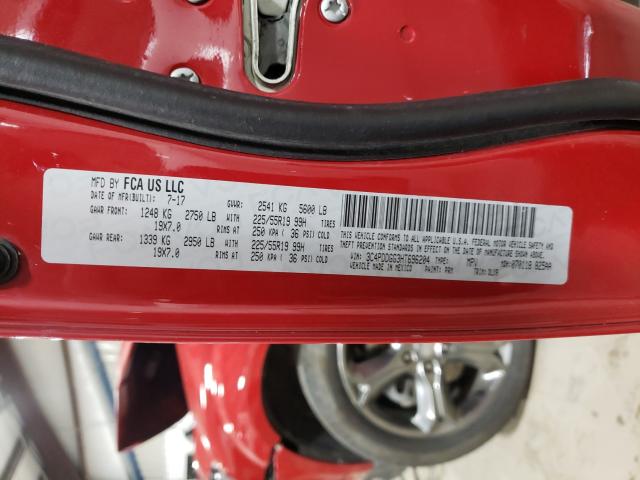 MFD BY FCA US LLC
DATE OF MFR(BUILT): 7-17 GVWR: 2541 KG 5600 LB
GAWR FRONT: 1248 KG 2750 LB WITH 225/55R19 99H TIRES
19X7.0 RIMS AT 250 KPA ( 36 PSI) COLD
GAWR REAR: 1339 KG 2950 LB WITH 225/55R19 99H TIRES
19X7.0 RIMS AT 250 KPA ( 36 PSI) COLD
THIS VEHICLE CONFORMS TO ALL APPLICABLE U.S.A. FEDERAL MOTOR VEHICLE SAFETY, BUMPER AND
THEFT PREVENTION STANDARDS IN EFFECT ON THE DATE OF MANUFACTURE SHOWN ABOVE.
VIN: 3C4PDDGG3HT696204 TYPE: MPV
MADE IN MEXICO PAINT: PRM TRIM: